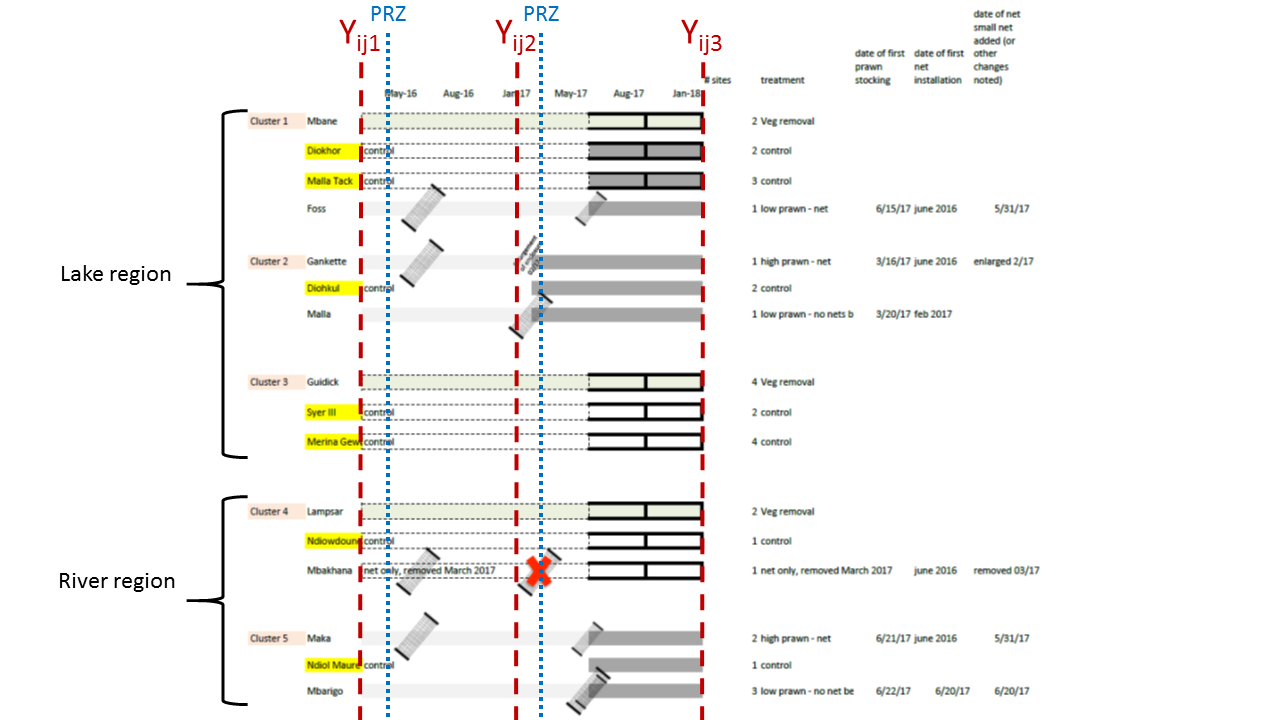 PRZ PRZ
Yij1 Yij2 Yij3
date of net
small net
added (or
other
changes
noted)
date of first
prawn
stocking
date of first
net
installation
# sites treatment
May-16 Aug-16 Jan-17 May-17 Aug-17 Jan-18
Cluster 1 Mbane 2 Veg removal
Diokhor control 2 control
Malla Tack control 3 control
Foss 1 low prawn - net 6/15/17 june 2016 5/31/17
Lake region
Cluster 2 Gankette 1 high prawn - net 3/16/17 june 2016 enlarged 2/17
Diohkul control 2 control
Malla 1 low prawn - no nets b 3/20/17 feb 2017
Cluster 3 Guidick 4 Veg removal
Syer III control 2 control
Merina Gew control 4 control
River region
Cluster 4 Lampsar 2 Veg removal
Ndiowdoun control 1 control
Mbakhana net only, removed March 2017 1 net only, removed March 2017 june 2016 removed 03/17
Cluster 5 Maka 2 high prawn - net 6/21/17 june 2016 5/31/17
Ndiol Maure control 1 control
Mbarigo 3 low prawn - no net be 6/22/17 6/20/17 6/20/17